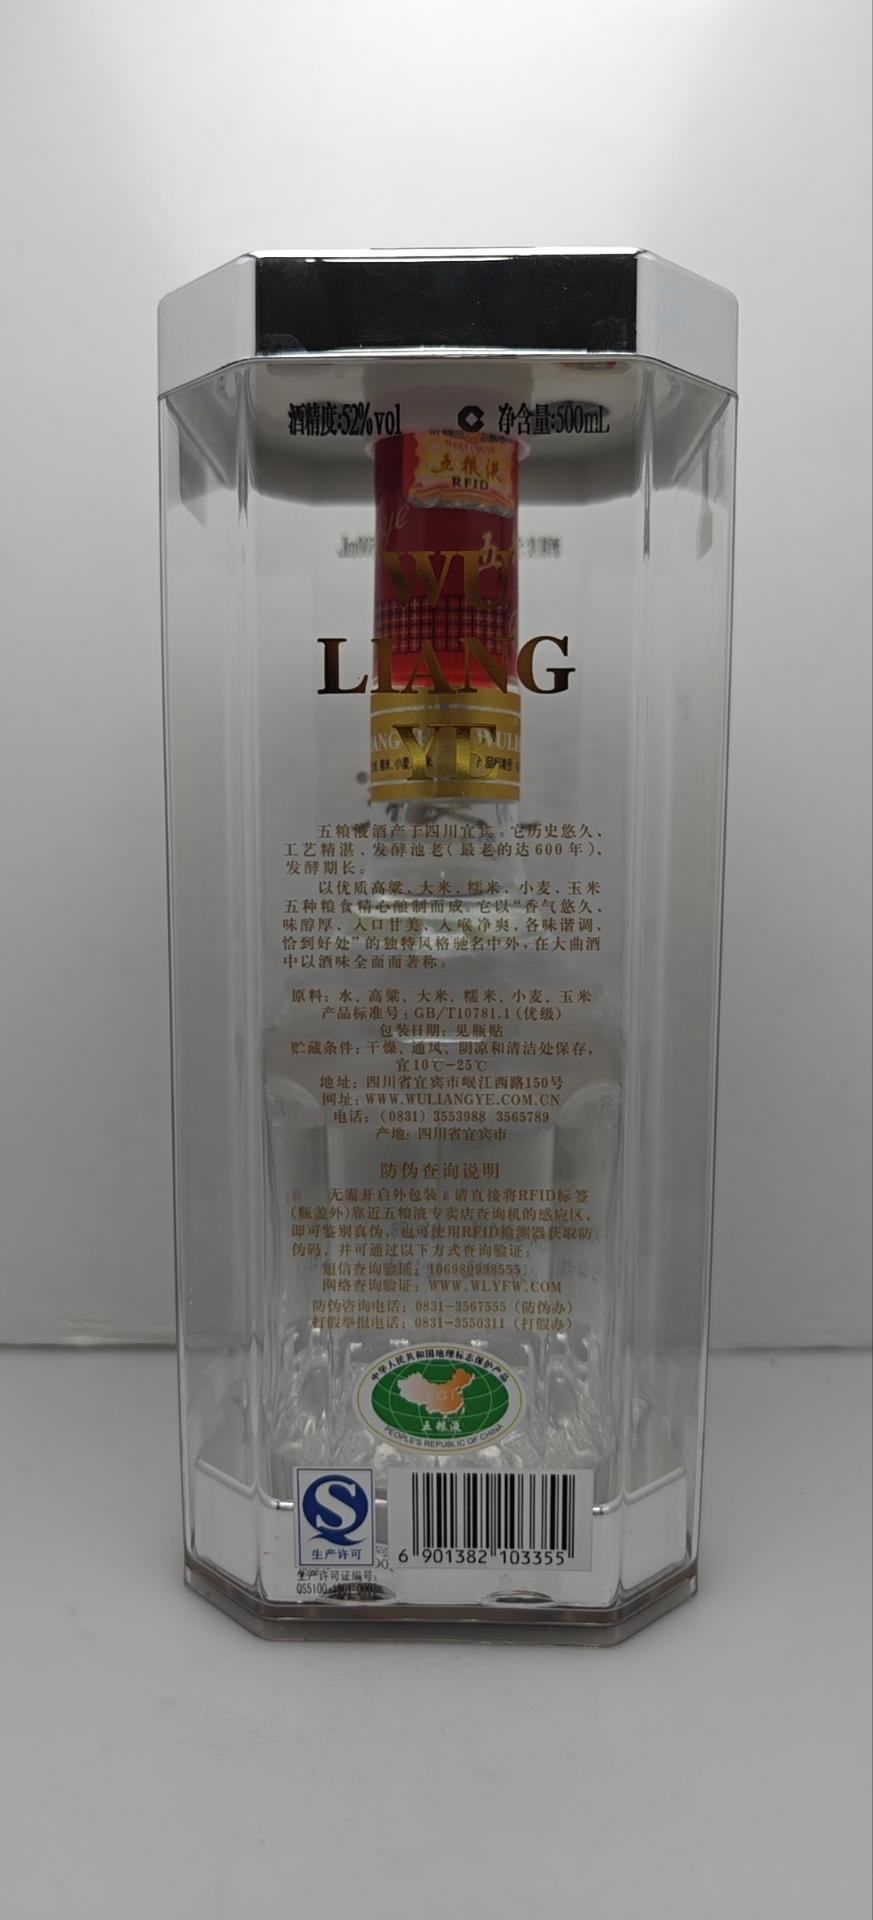 酒精度:52%vol 净含量:500mL
WULIANGYE
五粮液
RFID
WU
LIANG
YE
五粮液酒产于四川宜宾。它历史悠久、
工艺精湛、发酵池老(最老的达600年)、
发酵期长。
以优质高粱、大米、糯米、小麦、玉米
五种粮食精心酿制而成。它以“香气悠久、
味醇厚、入口甘美、入喉净爽、各味谐调、
恰到好处”的独特风格驰名中外,在大曲酒
中以酒味全面而著称。
原料: 水、高粱、大米、糯米、小麦、玉米
产品标准号: GB/T10781.1 (优级)
包装日期: 见瓶贴
贮藏条件: 干燥、通风、阴凉和清洁处保存,
宜10℃-25℃
地址: 四川省宜宾市岷江西路150号
网址: WWW.WULIANGYE.COM.CN
电话: (0831) 3553988 3565789
产地: 四川省宜宾市
防伪查询说明
无需开启外包装,请直接将RFID标签
(瓶盖外)靠近五粮液专卖店查询机的感应区,
即可鉴别真伪,也可使用RFID检测器获取防
伪码,并可通过以下方式查询验证:
短信查询验证: 106980998555
网络查询验证: WWW.WLYFW.COM
防伪咨询电话: 0831-3567555 (防伪办)
打假举报电话: 0831-3550311 (打假办)
中华人民共和国地理标志保护产品
PGI
五粮液
PEOPLE'S REPUBLIC OF CHINA
生产许可
6 901382 103355
生产许可证编号:
QS5100